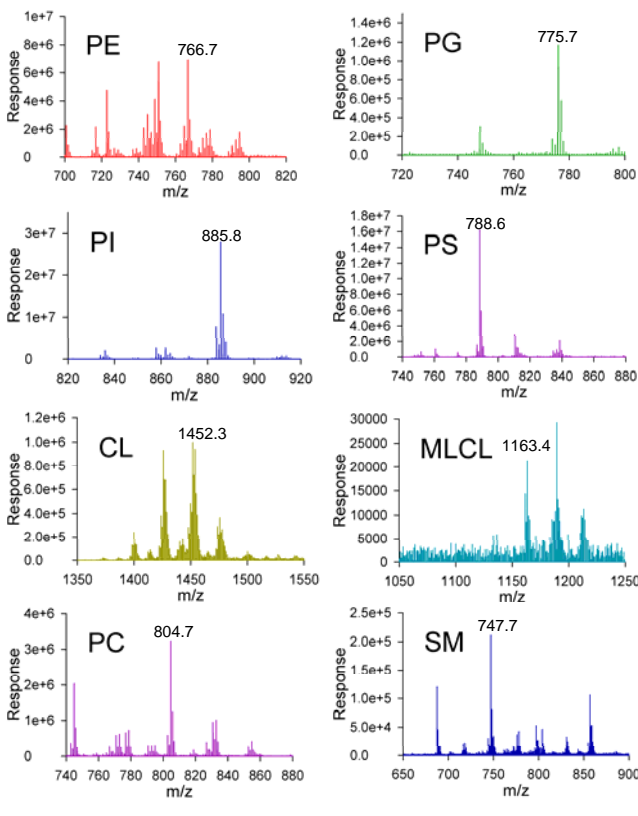 PE
766.7
Response
1e+7
8e+6
6e+6
4e+6
2e+6
0
700 720 740 760 780 800 820
m/z
PG
775.7
Response
1.4e+6
1.2e+6
1.0e+6
8.0e+5
6.0e+5
4.0e+5
2.0e+5
0.0
720 740 760 780 800
m/z
PI
885.8
Response
3e+7
2e+7
1e+7
0
820 840 860 880 900 920
m/z
PS
788.6
Response
1.8e+7
1.6e+7
1.4e+7
1.2e+7
1.0e+7
8.0e+6
6.0e+6
4.0e+6
2.0e+6
0.0
740 760 780 800 820 840 860 880
m/z
CL
1452.3
Response
1.2e+6
1.0e+6
8.0e+5
6.0e+5
4.0e+5
2.0e+5
0.0
1350 1400 1450 1500 1550
m/z
MLCL
1163.4
Response
30000
25000
20000
15000
10000
5000
0
1050 1100 1150 1200 1250
m/z
PC
804.7
Response
4e+6
3e+6
2e+6
1e+6
0
740 760 780 800 820 840 860 880
m/z
SM
747.7
Response
2.5e+5
2.0e+5
1.5e+5
1.0e+5
5.0e+4
0.0
650 700 750 800 850 900
m/z